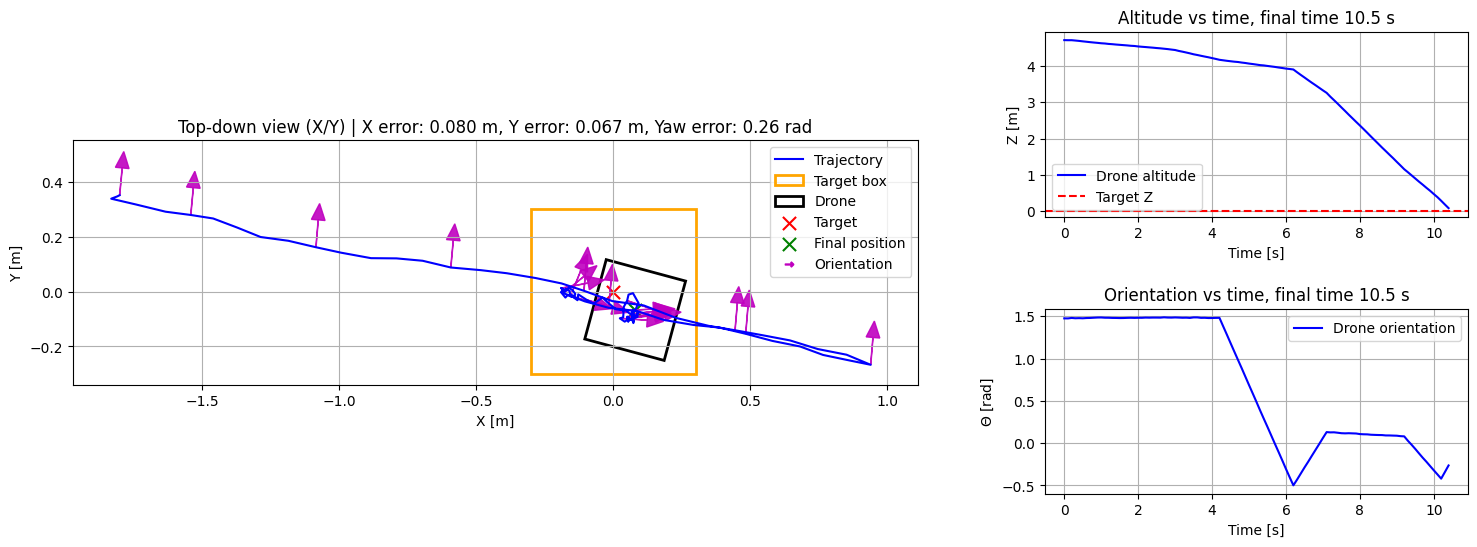 Top-down view (X/Y) | X error: 0.080 m, Y error: 0.067 m, Yaw error: 0.26 rad
Y [m]
0.4
0.2
0.0
−0.2
−1.5
−1.0
−0.5
0.0
0.5
1.0
X [m]
Trajectory
Target box
Drone
Target
Final position
Orientation
Altitude vs time, final time 10.5 s
Z [m]
4
3
2
1
0
Drone altitude
Target Z
0
2
4
6
8
10
Time [s]
Orientation vs time, final time 10.5 s
Θ [rad]
1.5
1.0
0.5
0.0
−0.5
Drone orientation
0
2
4
6
8
10
Time [s]